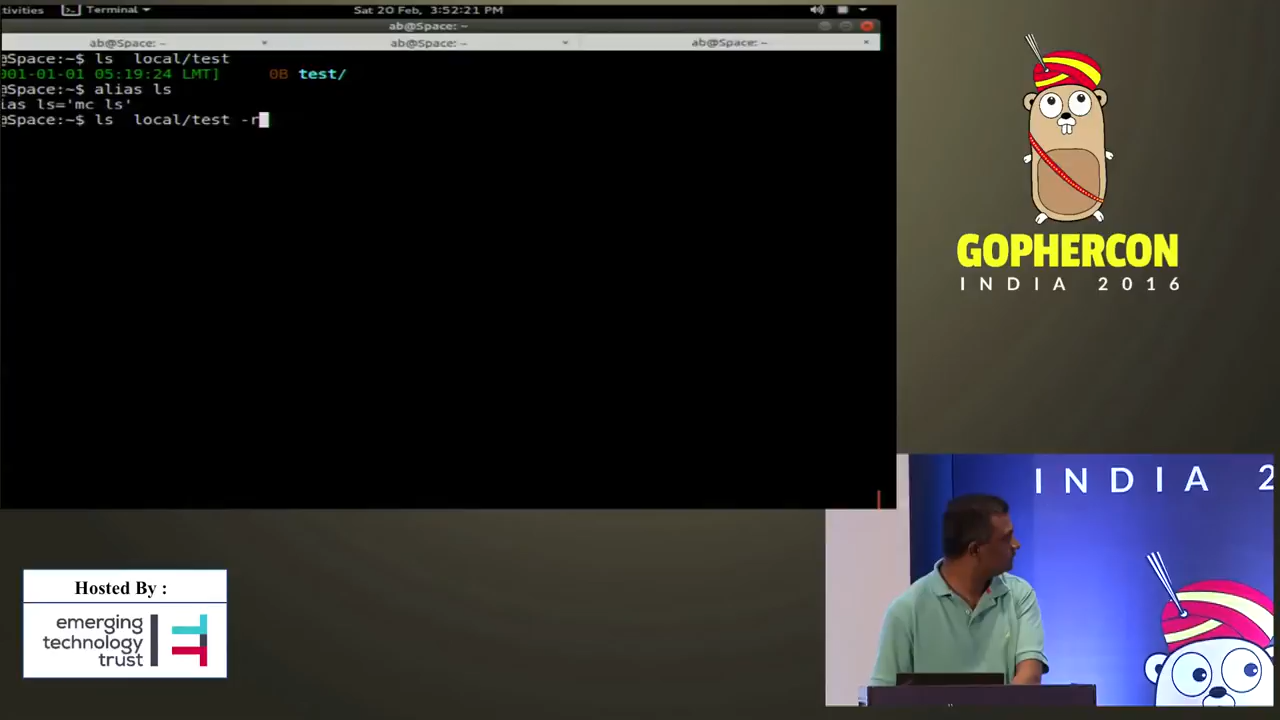 tivities
Terminal
Sat 20 Feb, 3:52:21 PM
ab@Space: ~
ab@Space: ~ ×
ab@Space: ~ ×
ab@Space: ~ ×
@Space:~$ ls local/test
001-01-01 05:19:24 LMT] 0B test/
@Space:~$ alias ls
ias ls='mc ls'
@Space:~$ ls local/test -r
GOPHERCON
INDIA 2016
INDIA 2
Hosted By :
emerging
technology
trust